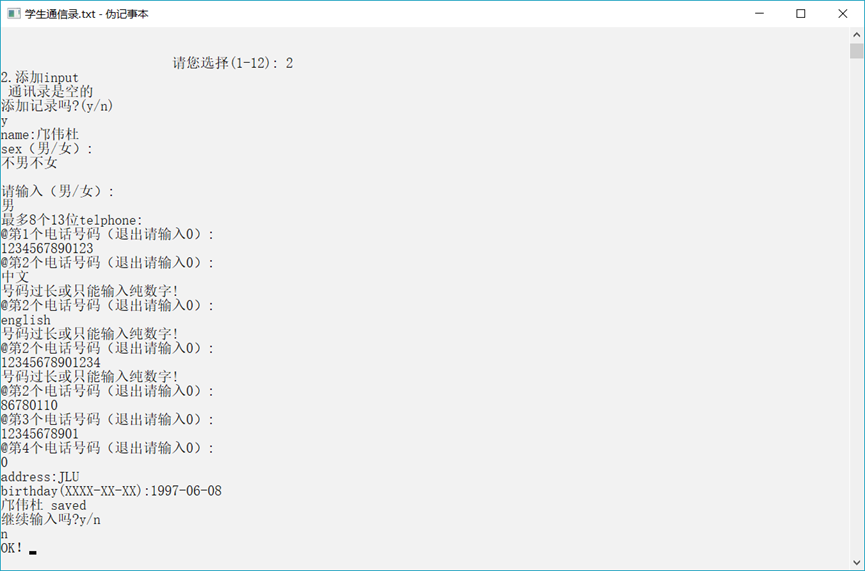 学生通信录.txt - 伪记事本
请您选择(1-12): 2
2.添加input
通讯录是空的
添加记录吗?(y/n)
y
name:邝伟杜
sex（男/女）:
不男不女
请输入（男/女）:
男
最多8个13位telphone:
@第1个电话号码（退出请输入0）:
1234567890123
@第2个电话号码（退出请输入0）:
中文
号码过长或只能输入纯数字!
@第2个电话号码（退出请输入0）:
english
号码过长或只能输入纯数字!
@第2个电话号码（退出请输入0）:
12345678901234
号码过长或只能输入纯数字!
@第2个电话号码（退出请输入0）:
86780110
@第3个电话号码（退出请输入0）:
12345678901
@第4个电话号码（退出请输入0）:
0
address:JLU
birthday(XXXX-XX-XX):1997-06-08
邝伟杜 saved
继续输入吗?y/n
n
OK!